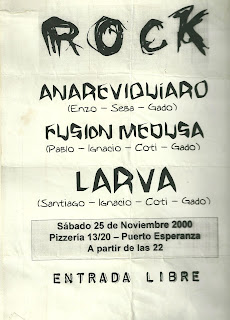 ROCK
ANAREVIQUIARO
(Enzo – Seba – Gado)
FUSION MEDUSA
(Pablo – Ignacio – Coti – Gado)
LARVA
(Santiago – Ignacio – Coti – Gado)
Sábado 25 de Noviembre 2000
Pizzería 13/20 – Puerto Esperanza
A partir de las 22
ENTRADA LIBRE